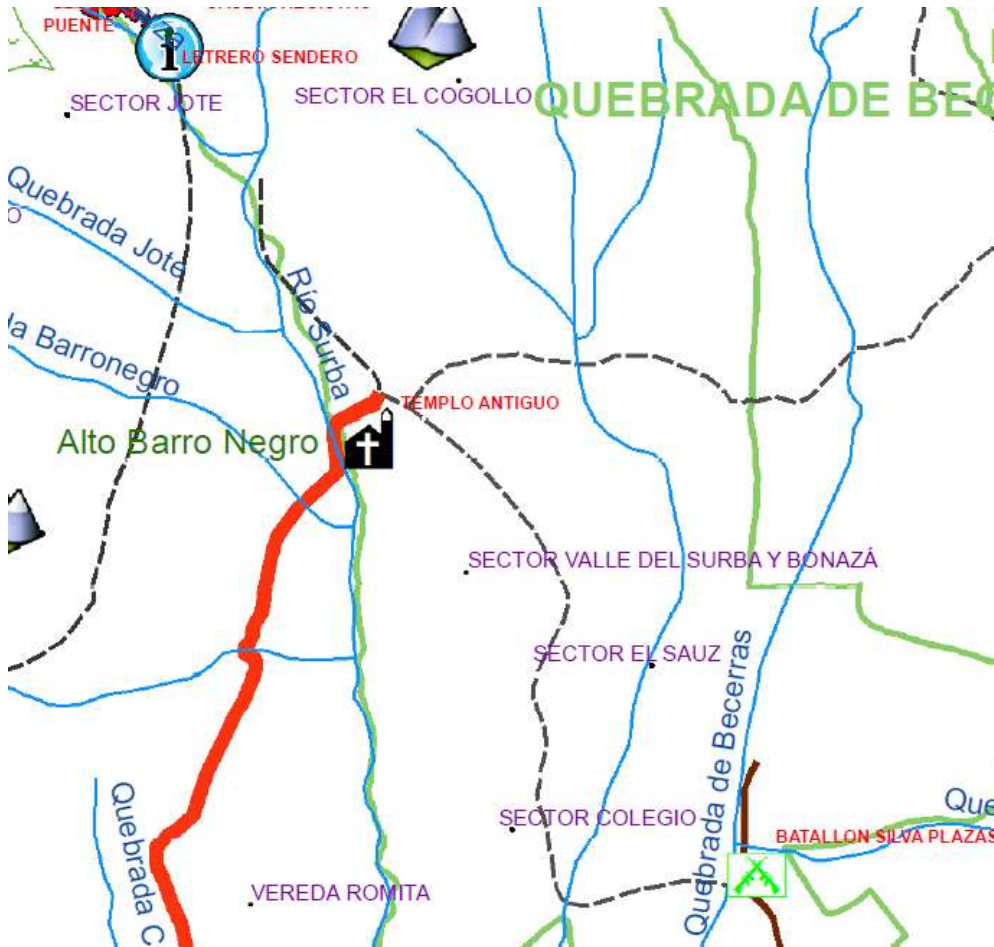 PUENTE
LETRERO SENDERO
SECTOR JOTE
SECTOR EL COGOLLO
QUEBRADA DE BEC
Quebrada Jote
O
Río Surba
la Barronegro
TEMPLO ANTIGUO
Alto Barro Negro
SECTOR VALLE DEL SURBA Y BONAZÁ
SECTOR EL SAUZ
Quebrada de Becerras
Quebrada C
SECTOR COLEGIO
Que
BATALLON SILVA PLAZAS
VEREDA ROMITA